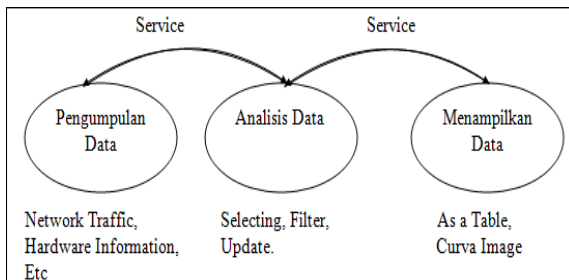 Service
Service
Pengumpulan
Data
Analisis Data
Menampilkan
Data
Network Traffic,
Hardware Information,
Etc
Selecting, Filter,
Update.
As a Table,
Curva Image